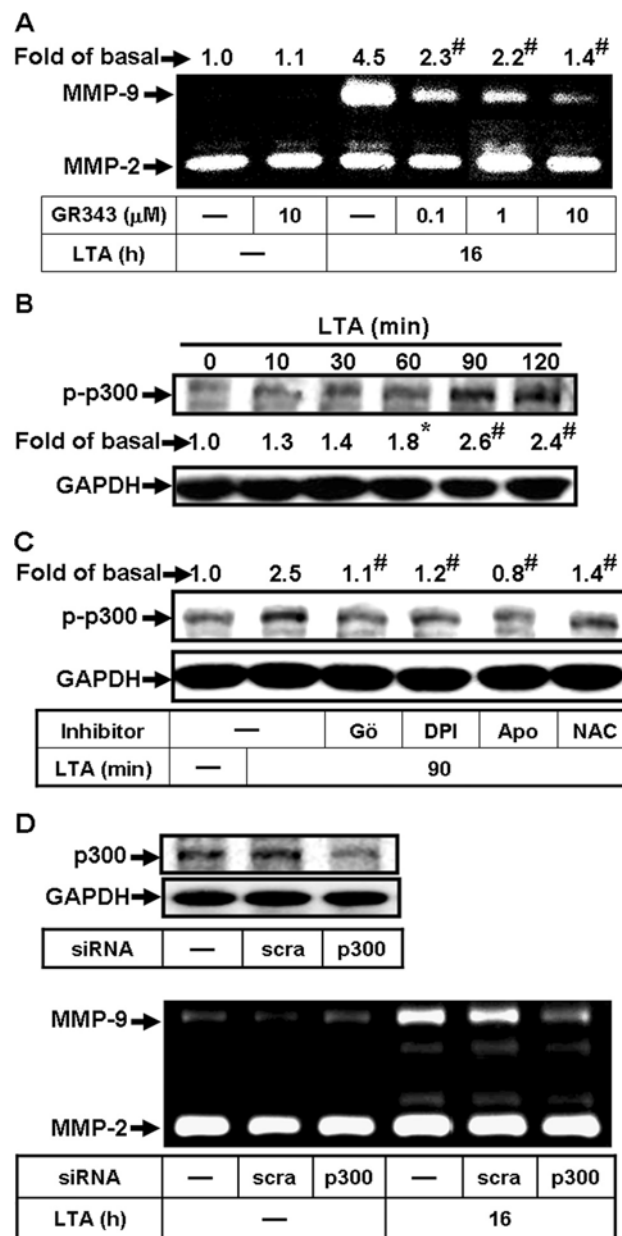 A
Fold of basal 1.0 1.1 4.5 2.3# 2.2# 1.4#
MMP-9
MMP-2
GR343 (μM) — 10 — 0.1 1 10
LTA (h) — 16
B
LTA (min)
0 10 30 60 90 120
p-p300
Fold of basal 1.0 1.3 1.4 1.8* 2.6# 2.4#
GAPDH
C
Fold of basal 1.0 2.5 1.1# 1.2# 0.8# 1.4#
p-p300
GAPDH
Inhibitor — Gö DPI Apo NAC
LTA (min) — 90
D
p300
GAPDH
siRNA — scra p300
MMP-9
MMP-2
siRNA — scra p300 — scra p300
LTA (h) — 16